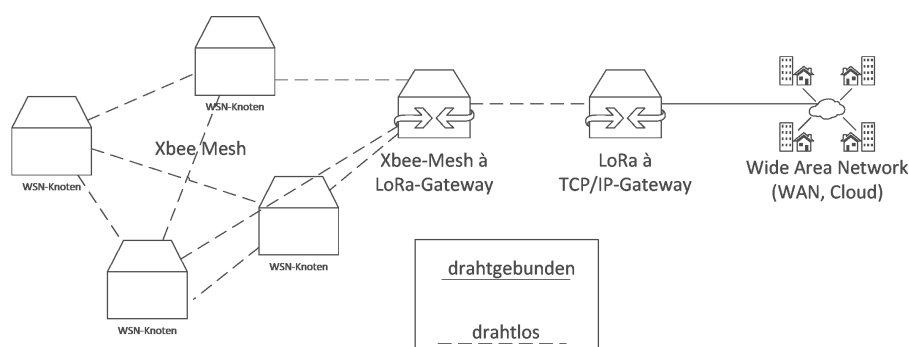 WSN-Knoten
Xbee Mesh
WSN-Knoten
WSN-Knoten
WSN-Knoten
Xbee-Mesh à
LoRa-Gateway
LoRa à
TCP/IP-Gateway
Wide Area Network
(WAN, Cloud)
drahtgebunden
drahtlos